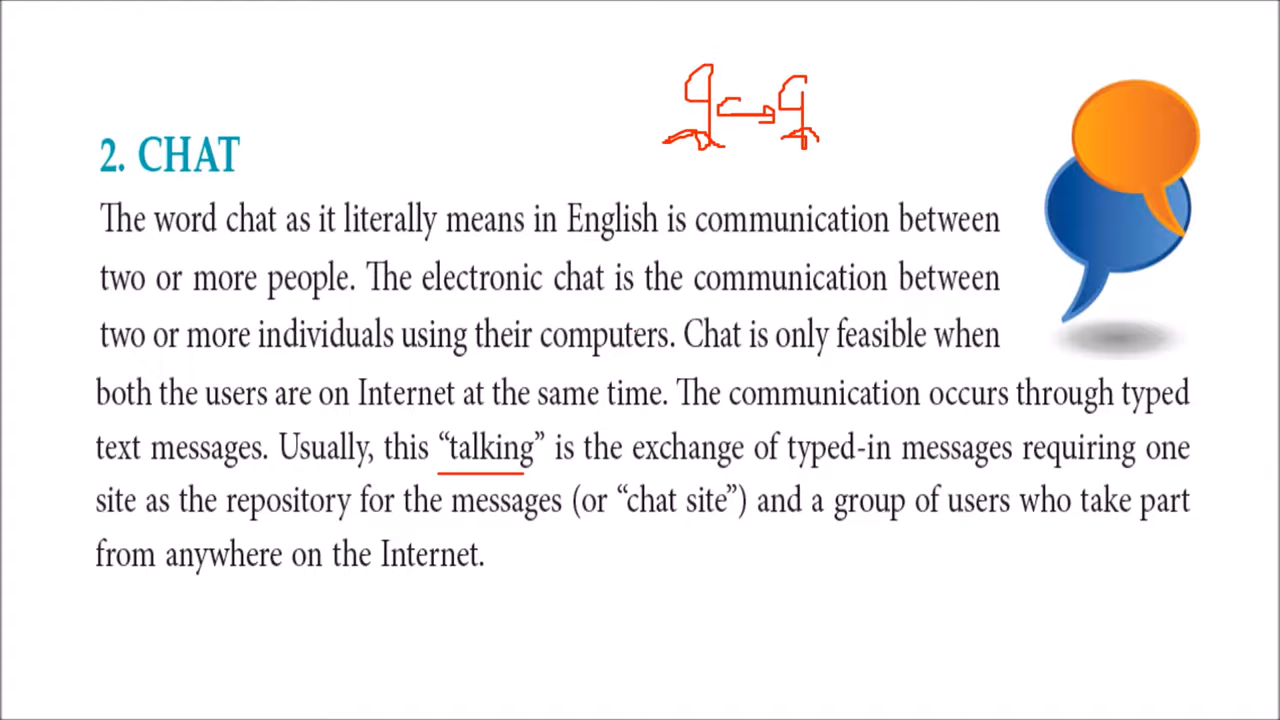 2. CHAT
The word chat as it literally means in English is communication between
two or more people. The electronic chat is the communication between
two or more individuals using their computers. Chat is only feasible when
both the users are on Internet at the same time. The communication occurs through typed
text messages. Usually, this “talking” is the exchange of typed-in messages requiring one
site as the repository for the messages (or “chat site”) and a group of users who take part
from anywhere on the Internet.